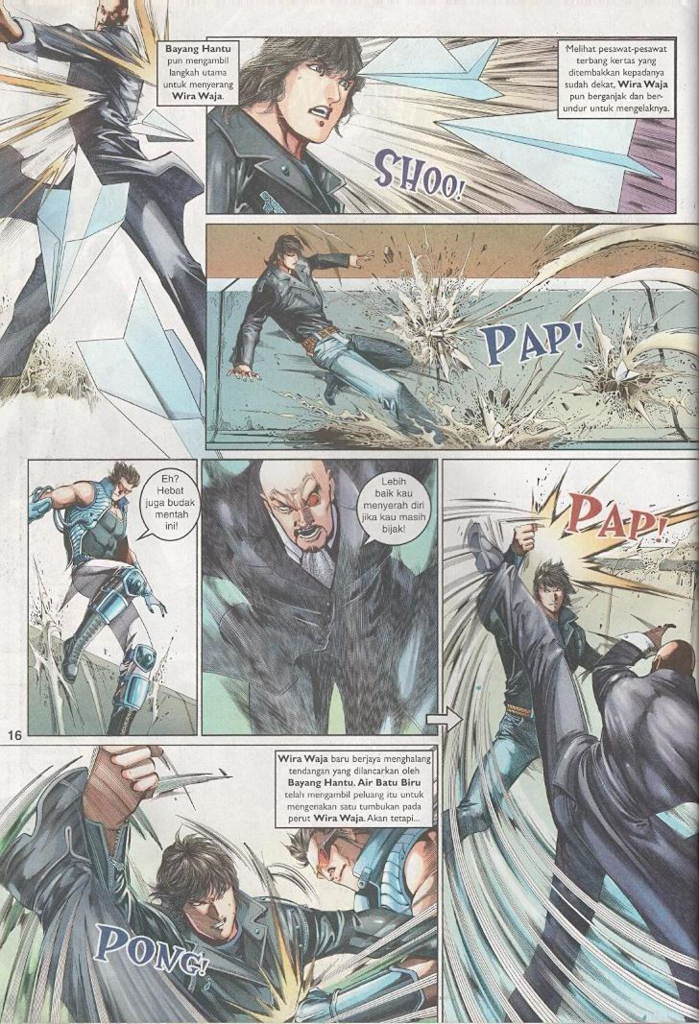 Bayang Hantu
pun mengambil
langkah utama
untuk menyerang
Wira Waja.
Melihat pesawat-pesawat
terbang kertas yang
ditembakkan kepadanya
sudah dekat, Wira Waja
pun berganjak dan ber-
undur untuk mengelaknya.
SHOO!
PAP!
Eh?
Hebat
juga budak
mentah
ini!
Lebih
baik kau
menyerah diri
jika kau masih
bijak!
PAP!
16
Wira Waja baru berjaya menghalang
tendangan yang dilancarkan oleh
Bayang Hantu. Air Batu Biru
telah mengambil peluang itu untuk
mengenakan satu tumbukan pada
perut Wira Waja. Akan tetapi...
PONG!